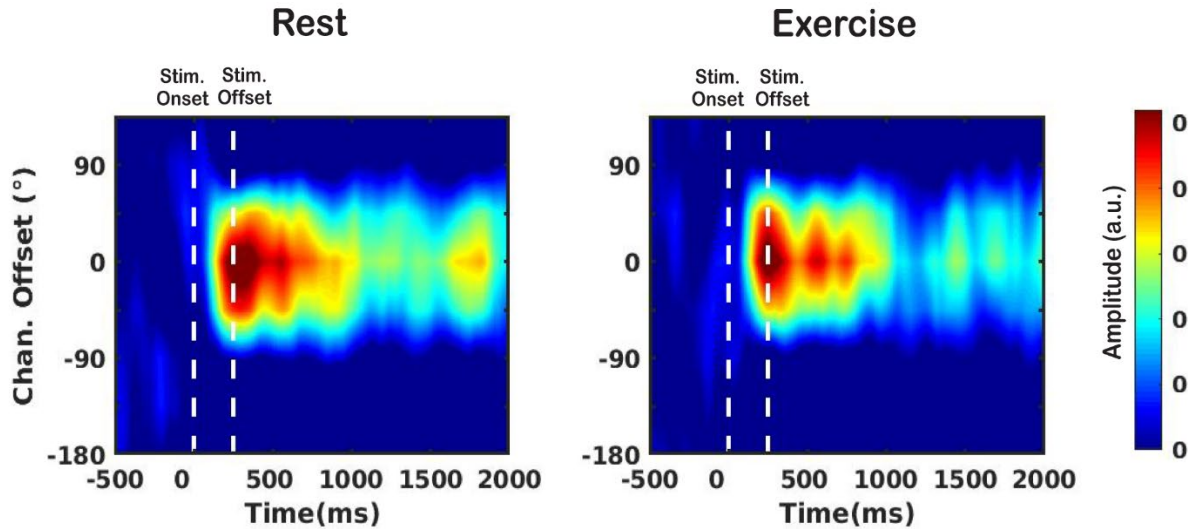 Rest
Exercise
Stim. Onset
Stim. Offset
Stim. Onset
Stim. Offset
Chan. Offset (°)
90
0
-90
-180
-500 0 500 1000 1500 2000
Time(ms)
90
0
-90
-180
-500 0 500 1000 1500 2000
Time(ms)
Amplitude (a.u.)
0
0
0
0
0
0